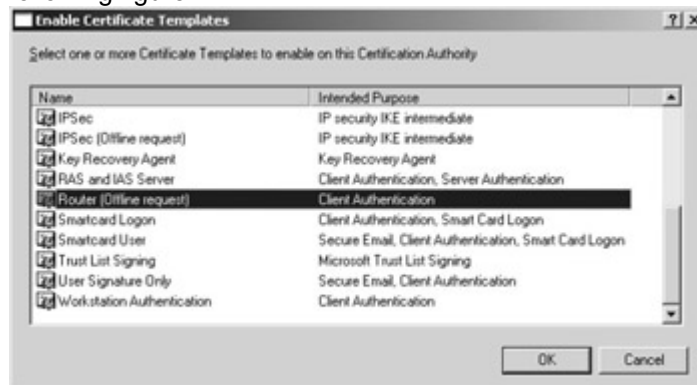 Enable Certificate Templates
Select one or more Certificate Templates to enable on this Certification Authority
Name Intended Purpose
IPSec IP security IKE intermediate
IPSec (Offline request) IP security IKE intermediate
Key Recovery Agent Key Recovery Agent
RAS and IAS Server Client Authentication, Server Authentication
Router (Offline request) Client Authentication
Smartcard Logon Client Authentication, Smart Card Logon
Smartcard User Secure Email, Client Authentication, Smart Card Logon
Trust List Signing Microsoft Trust List Signing
User Signature Only Secure Email, Client Authentication
Workstation Authentication Client Authentication
OK Cancel